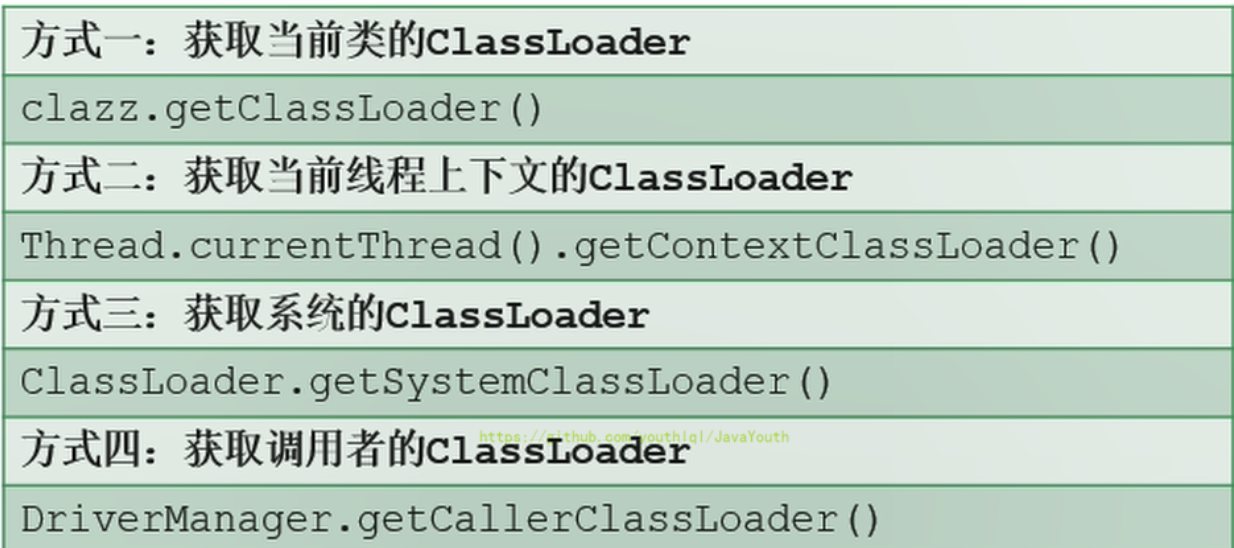 方式一：获取当前类的ClassLoader
clazz.getClassLoader()
方式二：获取当前线程上下文的ClassLoader
Thread.currentThread().getContextClassLoader()
方式三：获取系统的ClassLoader
ClassLoader.getSystemClassLoader()
https://github.com/youthlql/JavaYouth
方式四：获取调用者的ClassLoader
DriverManager.getCallerClassLoader()